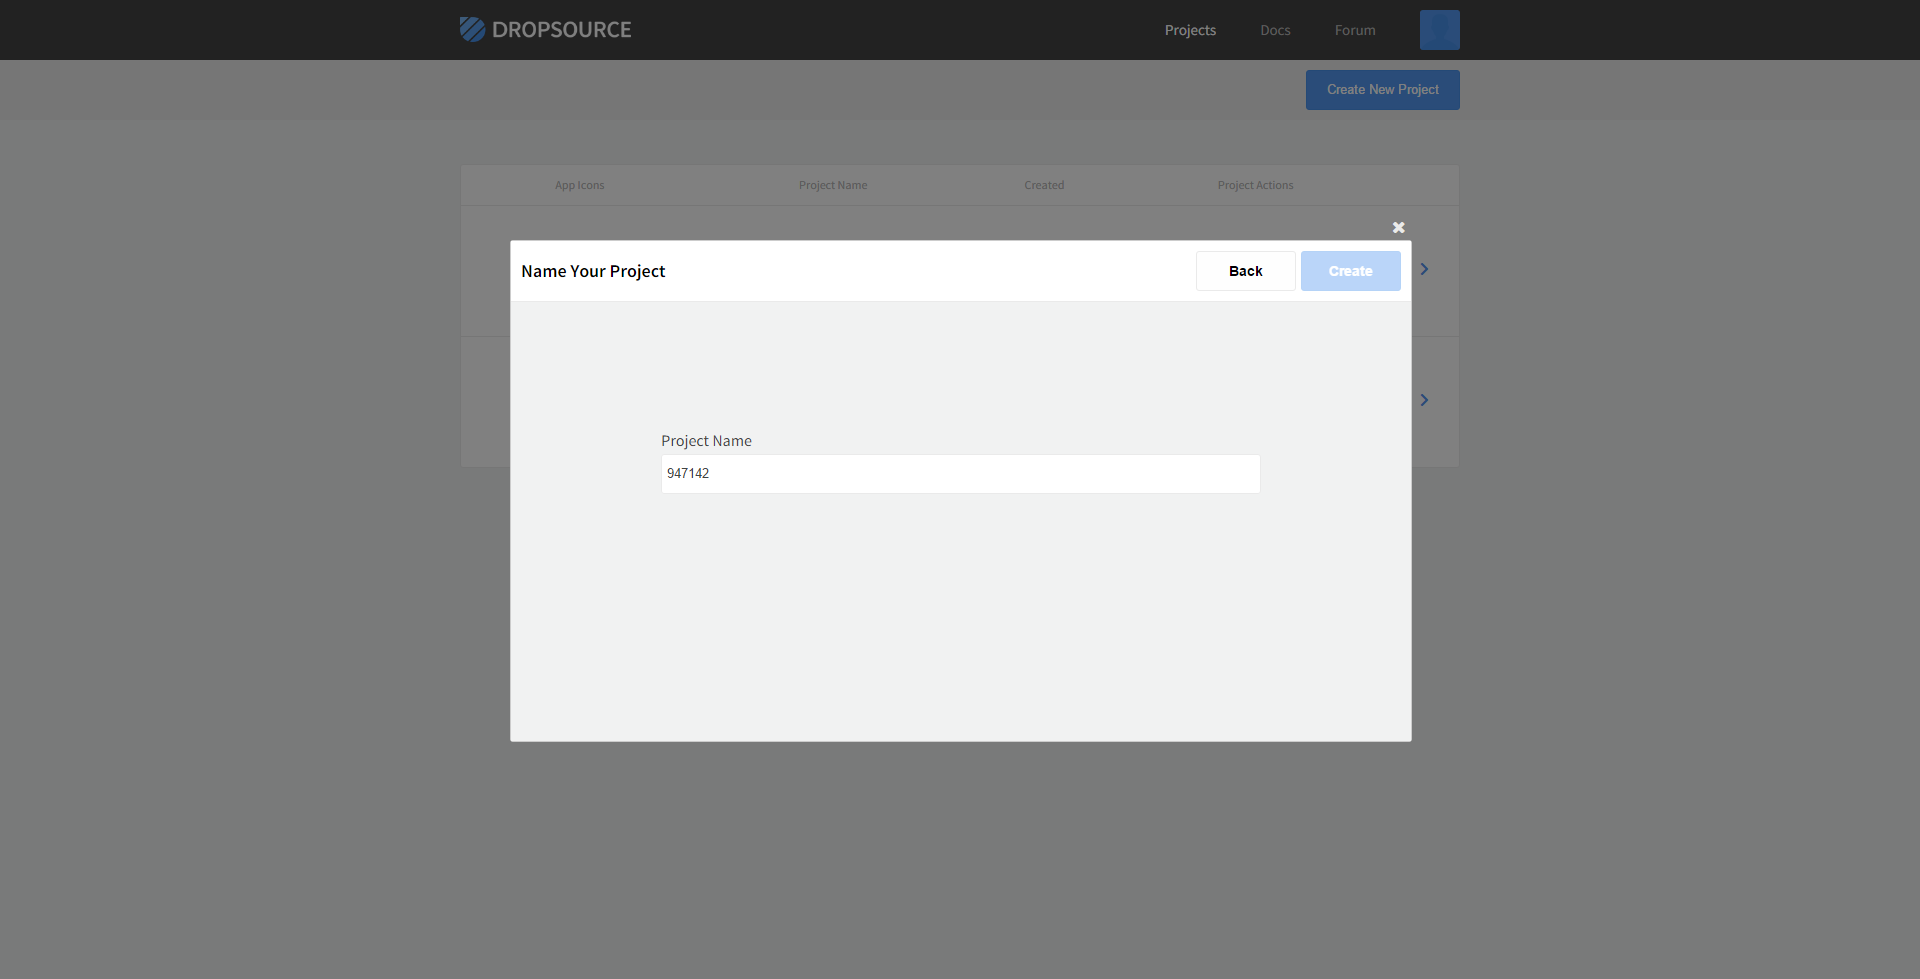 DROPSOURCE
Projects Docs Forum
Create New Project
App Icons Project Name Created Project Actions
Name Your Project Back Create
Project Name
947142